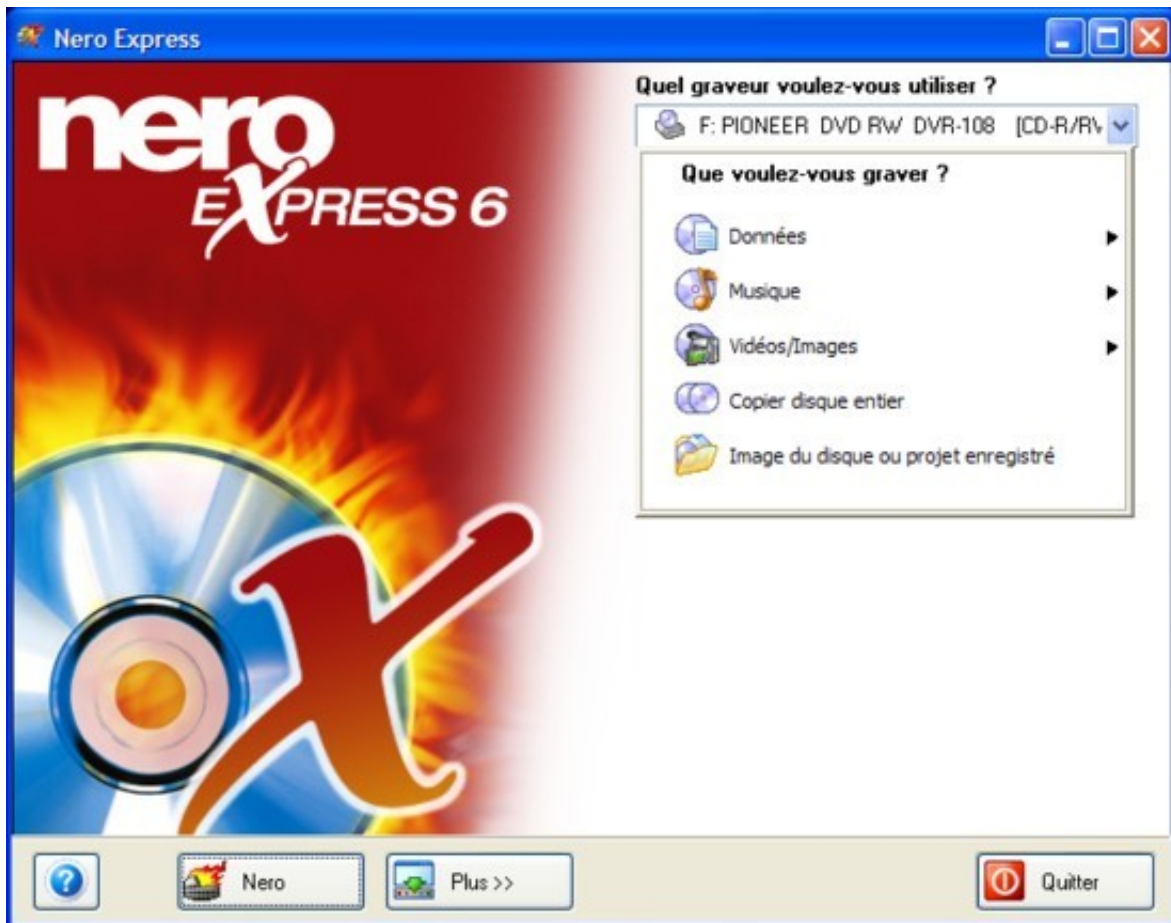 Nero Express
nero
EXPRESS 6
Quel graveur voulez-vous utiliser ?
F: PIONEER DVD RW DVR-108 [CD-R/RW
Que voulez-vous graver ?
Données
Musique
Vidéos/Images
Copier disque entier
Image du disque ou projet enregistré
Nero
Plus >>
Quitter